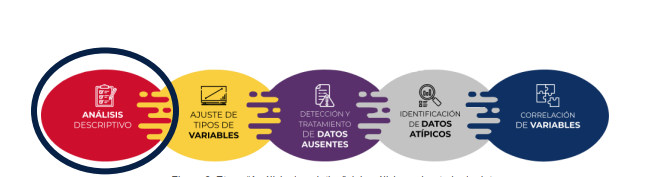 ANÁLISIS
DESCRIPTIVO
AJUSTE DE
TIPOS DE
VARIABLES
DETECCIÓN Y
TRATAMIENTO
DE DATOS
AUSENTES
IDENTIFICACIÓN
DE DATOS
ATÍPICOS
CORRELACIÓN
DE VARIABLES